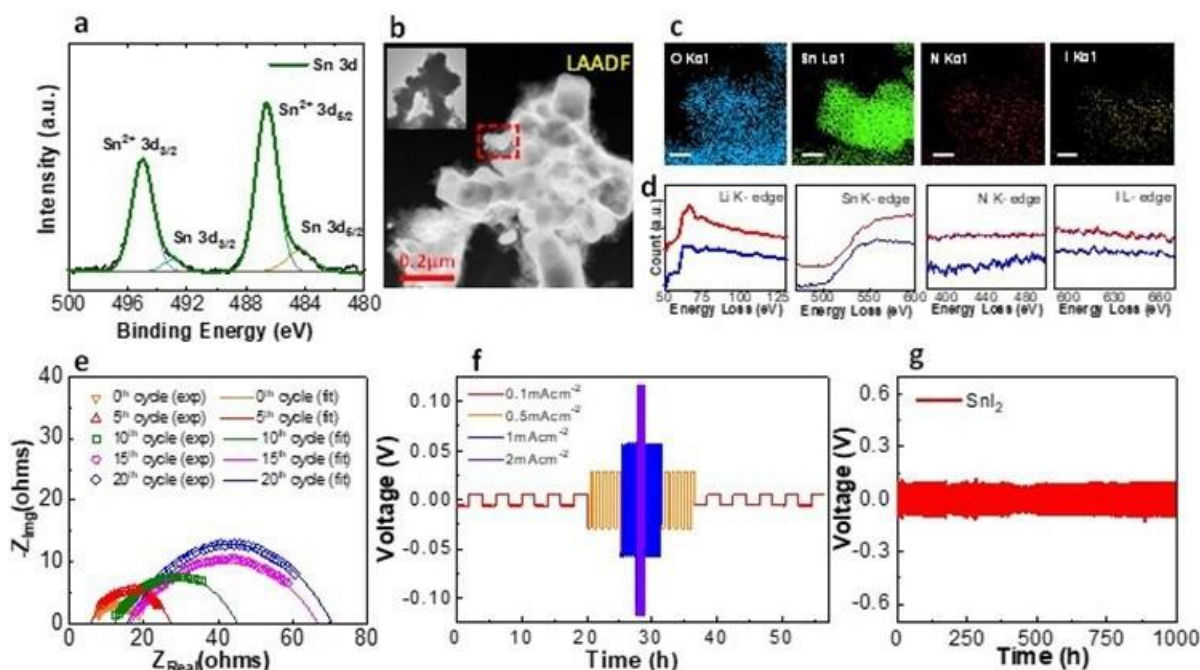 a
Intensity (a.u.)
Sn 3d
Sn²⁺ 3d₃/₂
Sn²⁺ 3d₅/₂
Sn 3d₃/₂
Sn 3d₅/₂
500 495 492 488 484 480
Binding Energy (eV)
b
LAADF
0.2µm
c
O Ka1
Sn La1
N Ka1
I Ka1
d
Count (a.u.)
Li K- edge
Sn K- edge
N K- edge
I L- edge
50 75 100 125
500 550 600
400 440 480
600 630 660
Energy Loss (eV) Energy Loss (eV) Energy Loss (eV) Energy Loss (eV)
e
-Z Img(ohms)
40
30
20
10
0
0ᵗʰ cycle (exp) 0ᵗʰ cycle (fit)
5ᵗʰ cycle (exp) 5ᵗʰ cycle (fit)
10ᵗʰ cycle (exp) 10ᵗʰ cycle (fit)
15ᵗʰ cycle (exp) 15ᵗʰ cycle (fit)
20ᵗʰ cycle (exp) 20ᵗʰ cycle (fit)
0 20 40 60 80
Z Real(ohms)
f
Voltage (V)
0.10
0.05
0.00
-0.05
-0.10
0.1mAcm⁻²
0.5mAcm⁻²
1mAcm⁻²
2mAcm⁻²
0 10 20 30 40 50
Time (h)
g
Voltage (V)
0.6
0.3
0.0
-0.3
-0.6
SnI₂
0 250 500 750 1000
Time (h)